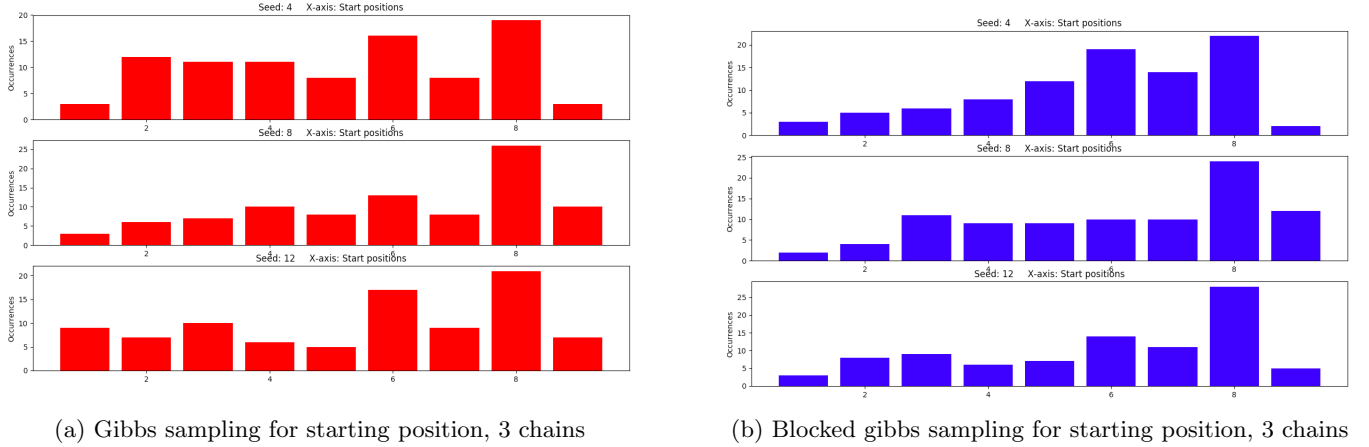 Seed: 4 X-axis: Start positions
Occurrences
20
15
10
5
0
2 4 6 8
Seed: 8 X-axis: Start positions
Occurrences
25
20
15
10
5
0
2 4 6 8
Seed: 12 X-axis: Start positions
Occurrences
20
15
10
5
0
2 4 6 8
(a) Gibbs sampling for starting position, 3 chains
Seed: 4 X-axis: Start positions
Occurrences
20
15
10
5
0
2 4 6 8
Seed: 8 X-axis: Start positions
Occurrences
25
20
15
10
5
0
2 4 6 8
Seed: 12 X-axis: Start positions
Occurrences
25
20
15
10
5
0
2 4 6 8
(b) Blocked gibbs sampling for starting position, 3 chains